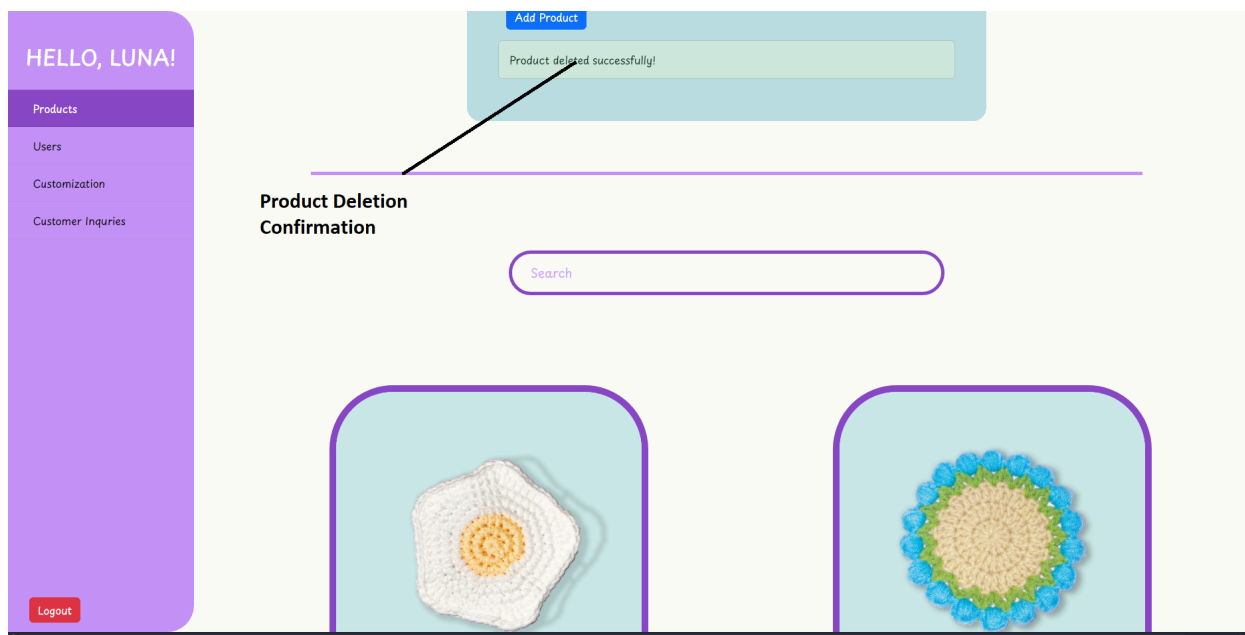 HELLO, LUNA!
Products
Users
Customization
Customer Inquries
Logout
Add Product
Product deleted successfully!
Product Deletion
Confirmation
Search